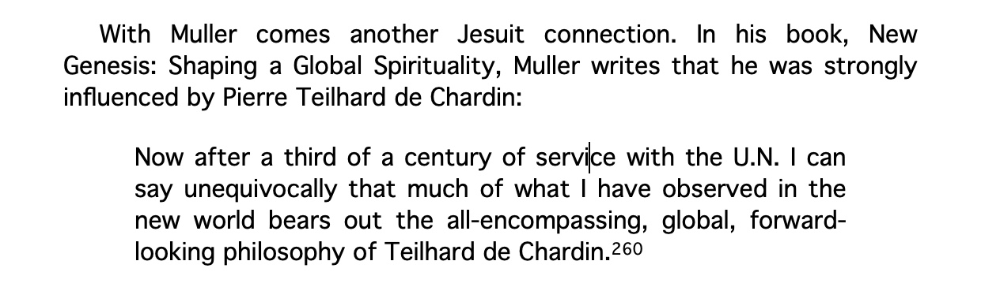 With Muller comes another Jesuit connection. In his book, New
Genesis: Shaping a Global Spirituality, Muller writes that he was strongly
influenced by Pierre Teilhard de Chardin:
Now after a third of a century of service with the U.N. I can
say unequivocally that much of what I have observed in the
new world bears out the all-encompassing, global, forward-
looking philosophy of Teilhard de Chardin.260